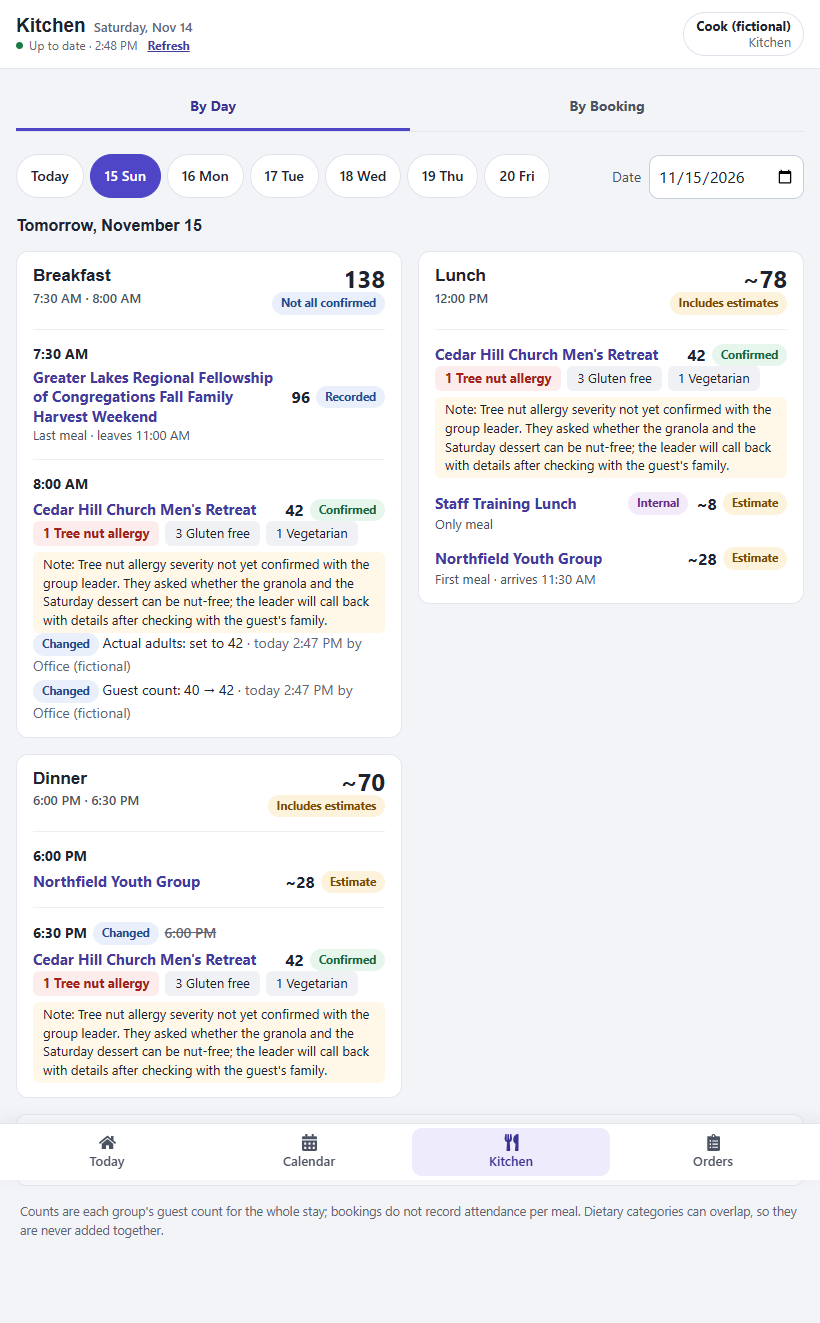 Kitchen Saturday, Nov 14
Up to date · 2:48 PM Refresh
Cook (fictional)
Kitchen
By Day
By Booking
Today
15 Sun
16 Mon
17 Tue
18 Wed
19 Thu
20 Fri
Date 11/15/2026
Tomorrow, November 15
Breakfast 138
7:30 AM · 8:00 AM Not all confirmed
7:30 AM
Greater Lakes Regional Fellowship
of Congregations Fall Family 96 Recorded
Harvest Weekend
Last meal · leaves 11:00 AM
8:00 AM
Cedar Hill Church Men's Retreat 42 Confirmed
1 Tree nut allergy 3 Gluten free 1 Vegetarian
Note: Tree nut allergy severity not yet confirmed with the
group leader. They asked whether the granola and the
Saturday dessert can be nut-free; the leader will call back
with details after checking with the guest's family.
Changed Actual adults: set to 42 · today 2:47 PM by
Office (fictional)
Changed Guest count: 40 → 42 · today 2:47 PM by
Office (fictional)
Lunch ~78
12:00 PM Includes estimates
Cedar Hill Church Men's Retreat 42 Confirmed
1 Tree nut allergy 3 Gluten free 1 Vegetarian
Note: Tree nut allergy severity not yet confirmed with the
group leader. They asked whether the granola and the
Saturday dessert can be nut-free; the leader will call back
with details after checking with the guest's family.
Staff Training Lunch Internal ~8 Estimate
Only meal
Northfield Youth Group ~28 Estimate
First meal · arrives 11:30 AM
Dinner ~70
6:00 PM · 6:30 PM Includes estimates
6:00 PM
Northfield Youth Group ~28 Estimate
6:30 PM Changed 6:00 PM
Cedar Hill Church Men's Retreat 42 Confirmed
1 Tree nut allergy 3 Gluten free 1 Vegetarian
Note: Tree nut allergy severity not yet confirmed with the
group leader. They asked whether the granola and the
Saturday dessert can be nut-free; the leader will call back
with details after checking with the guest's family.
Today
Calendar
Kitchen
Orders
Counts are each group's guest count for the whole stay; bookings do not record attendance per meal. Dietary categories can overlap, so they
are never added together.